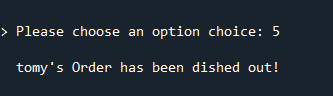 > Please choose an option choice: 5
tomy's Order has been dished out!